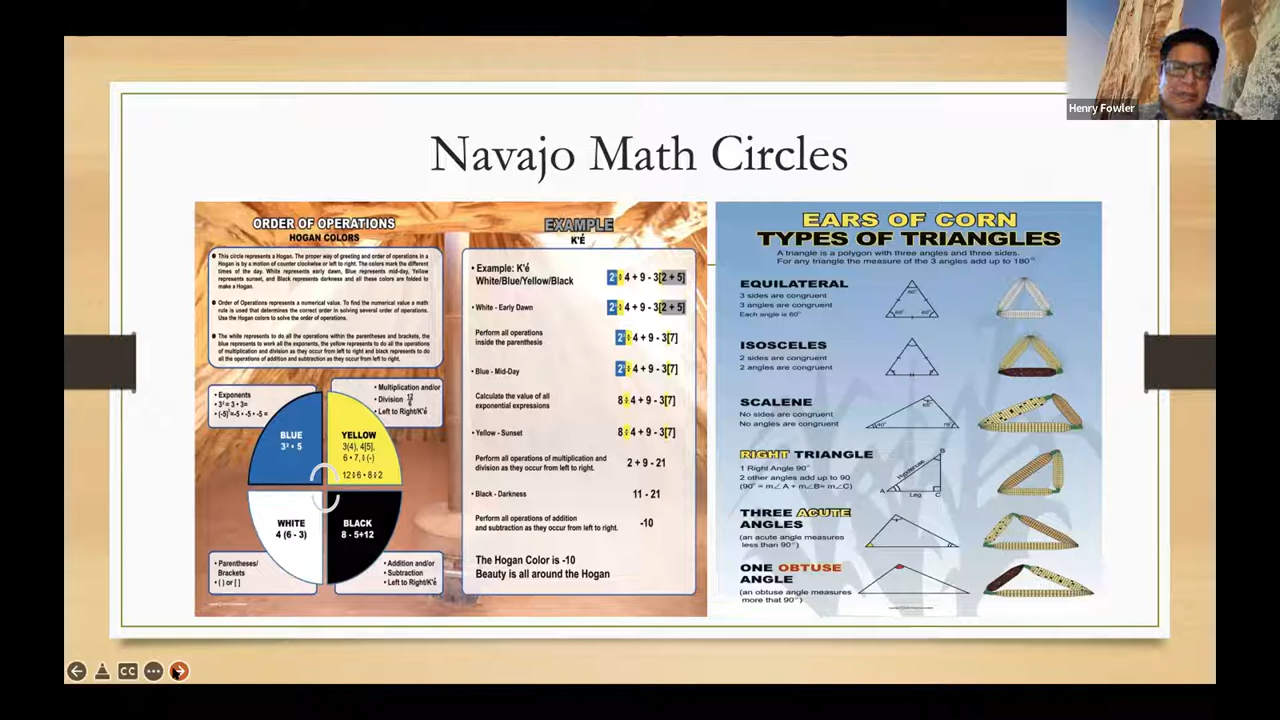 Henry Fowler
Navajo Math Circles
ORDER OF OPERATIONS
HOGAN COLORS
• This circle represents a Hogan. The proper way of greeting and order of operations in a
Hogan is by a motion of counter clockwise or left to right. The colors mark the different
times of the day. White represents early dawn, Blue represents mid-day, Yellow
represents sunset, and Black represents darkness and all these colors are folded to
make a Hogan.
• Order of Operations represents a numerical value. To find the numerical value a math
rule is used that determines the correct order in solving several order of operations.
Use the Hogan colors to solve the order of operations.
• The white represents to do all the operations within the parentheses and brackets, the
blue represents to work all the exponents, the yellow represents to do all the operations
of multiplication and division as they occur from left to right and black represents to do
all the operations of addition and subtraction as they occur from left to right.
• Exponents
• 3² = 3 • 3=
• Multiplication and/or
• Division 12/6
• Left to Right/K'é
BLUE
3² • 5
YELLOW
3(4), 4[5],
6 • 7, ÷ (-)
12 ÷ 6 • 8 ÷ 2
WHITE
4 (6 - 3)
BLACK
8 - 5+12
• Parentheses/
Brackets
• ( ) or [ ]
• Addition and/or
• Subtraction
• Left to Right/K'é
EXAMPLE
K'É
• Example: K'é
White/Blue/Yellow/Black
÷ 4 + 9 - 3[2 + 5]
• White - Early Dawn
÷ 4 + 9 - 3[2 + 5]
Perform all operations
inside the parenthesis
÷ 4 + 9 - 3[7]
• Blue - Mid-Day
÷ 4 + 9 - 3[7]
Calculate the value of all
exponential expressions
8 ÷ 4 + 9 - 3[7]
• Yellow - Sunset
8 ÷ 4 + 9 - 3[7]
Perform all operations of multiplication and
division as they occur from left to right.
2 + 9 - 21
• Black - Darkness
11 - 21
Perform all operations of addition
and subtraction as they occur from left to right.
-10
The Hogan Color is -10
Beauty is all around the Hogan
EARS OF CORN
TYPES OF TRIANGLES
A triangle is a polygon with three angles and three sides.
For any triangle the measure of the 3 angles add up to 180°
EQUILATERAL
3 sides are congruent
3 angles are congruent
Each angle is 60°
60°
60° 60°
ISOSCELES
2 sides are congruent
2 angles are congruent
SCALENE
No sides are congruent
No angles are congruent
40°
RIGHT TRIANGLE
1 Right Angle 90°
2 other angles add up to 90
(90° = m∠ A + m∠B= m∠C)
B
Hypotenuse
A
Leg
C
THREE ACUTE
ANGLES
(an acute angle measures
less than 90°)
ONE OBTUSE
ANGLE
(an obtuse angle measures
more that 90°)
CC